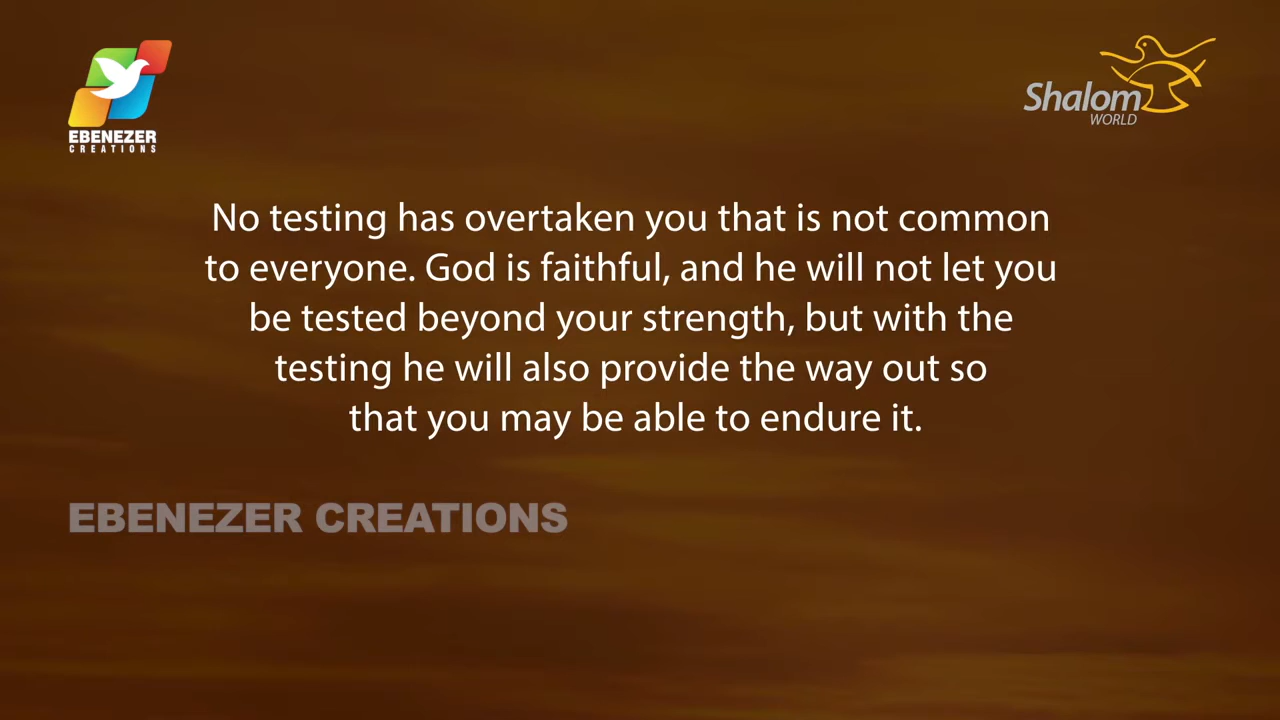 EBENEZER
CREATIONS
Shalom
WORLD
No testing has overtaken you that is not common
to everyone. God is faithful, and he will not let you
be tested beyond your strength, but with the
testing he will also provide the way out so
that you may be able to endure it.
EBENEZER CREATIONS